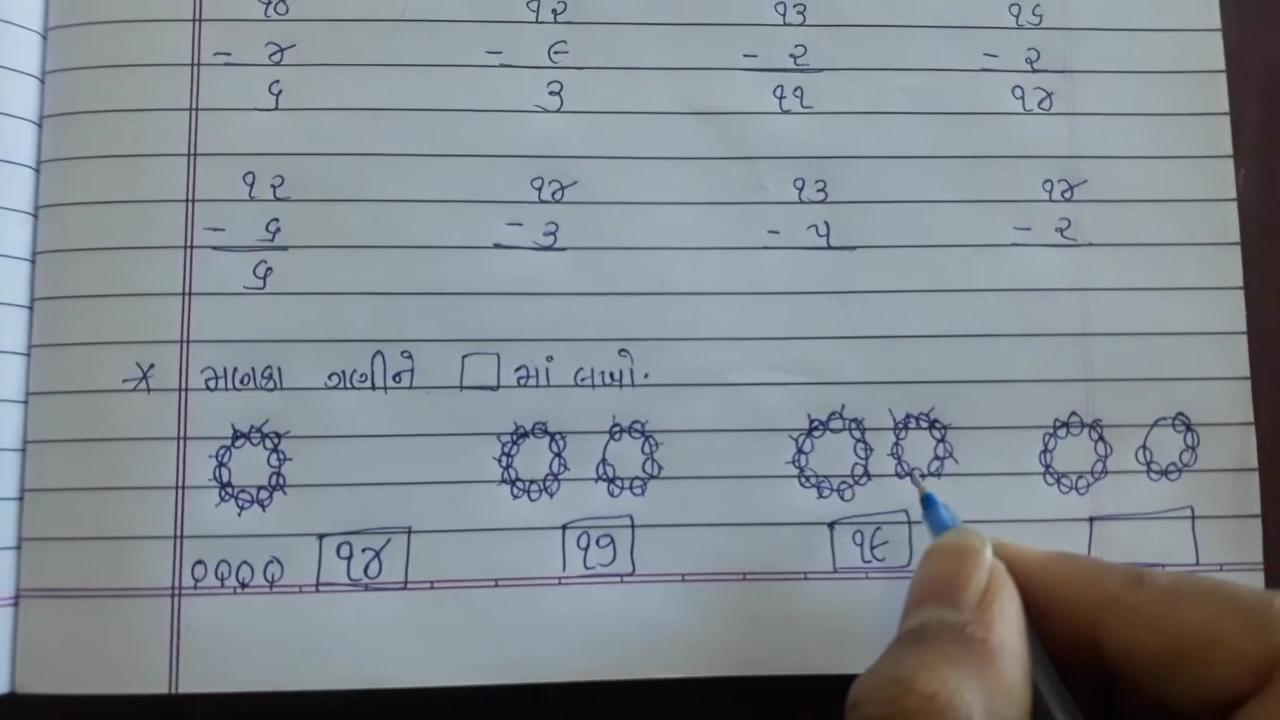 ૧૦ ૧૨ ૧૩ ૧૬
- ૪ - ૯ - ૨ - ૨
૬ ૩ ૧૧ ૧૪
૧૨ ૧૪ ૧૩ ૧૪
- ૬ - ૩ - ૫ - ૨
૬
* મણકા ગણીને □ માં લખો.
૧૪ ૧૭ ૧૯